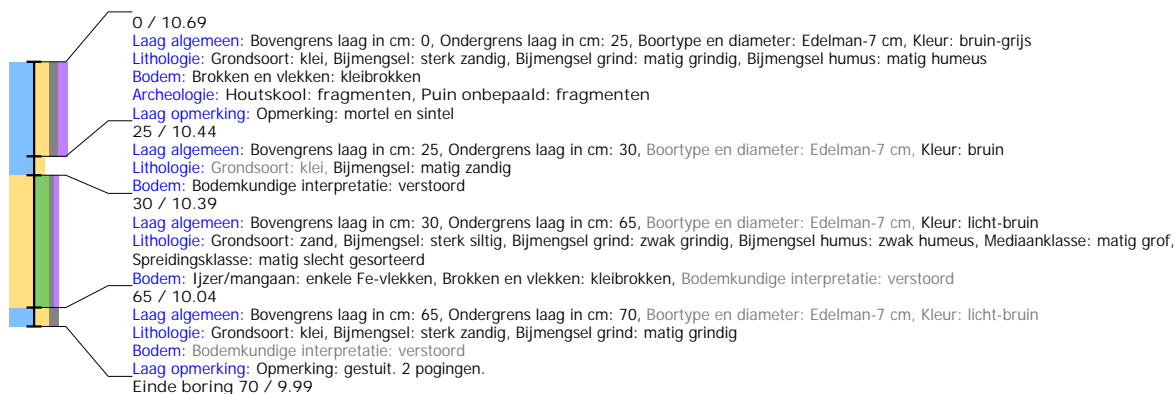 0 / 10.69
Laag algemeen: Bovengrens laag in cm: 0, Ondergrens laag in cm: 25, Boortype en diameter: Edelman-7 cm, Kleur: bruin-grijs
Lithologie: Grondsoort: klei, Bijmengsel: sterk zandig, Bijmengsel grind: matig grindig, Bijmengsel humus: matig humeus
Bodem: Brokken en vlekken: kleibrokken
Archeologie: Houtskool: fragmenten, Puin onbepaald: fragmenten
Laag opmerking: Opmerking: mortel en sintel
25 / 10.44
Laag algemeen: Bovengrens laag in cm: 25, Ondergrens laag in cm: 30, Boortype en diameter: Edelman-7 cm, Kleur: bruin
Lithologie: Grondsoort: klei, Bijmengsel: matig zandig
Bodem: Bodemkundige interpretatie: verstoord
30 / 10.39
Laag algemeen: Bovengrens laag in cm: 30, Ondergrens laag in cm: 65, Boortype en diameter: Edelman-7 cm, Kleur: licht-bruin
Lithologie: Grondsoort: zand, Bijmengsel: sterk siltig, Bijmengsel grind: zwak grindig, Bijmengsel humus: zwak humeus, Mediaanklasse: matig grof,
Spreidingsklasse: matig slecht gesorteerd
Bodem: Ijzer/mangaan: enkele Fe-vlekken, Brokken en vlekken: kleibrokken, Bodemkundige interpretatie: verstoord
65 / 10.04
Laag algemeen: Bovengrens laag in cm: 65, Ondergrens laag in cm: 70, Boortype en diameter: Edelman-7 cm, Kleur: licht-bruin
Lithologie: Grondsoort: klei, Bijmengsel: sterk zandig, Bijmengsel grind: matig grindig
Bodem: Bodemkundige interpretatie: verstoord
Laag opmerking: Opmerking: gestuit. 2 pogingen.
Einde boring 70 / 9.99